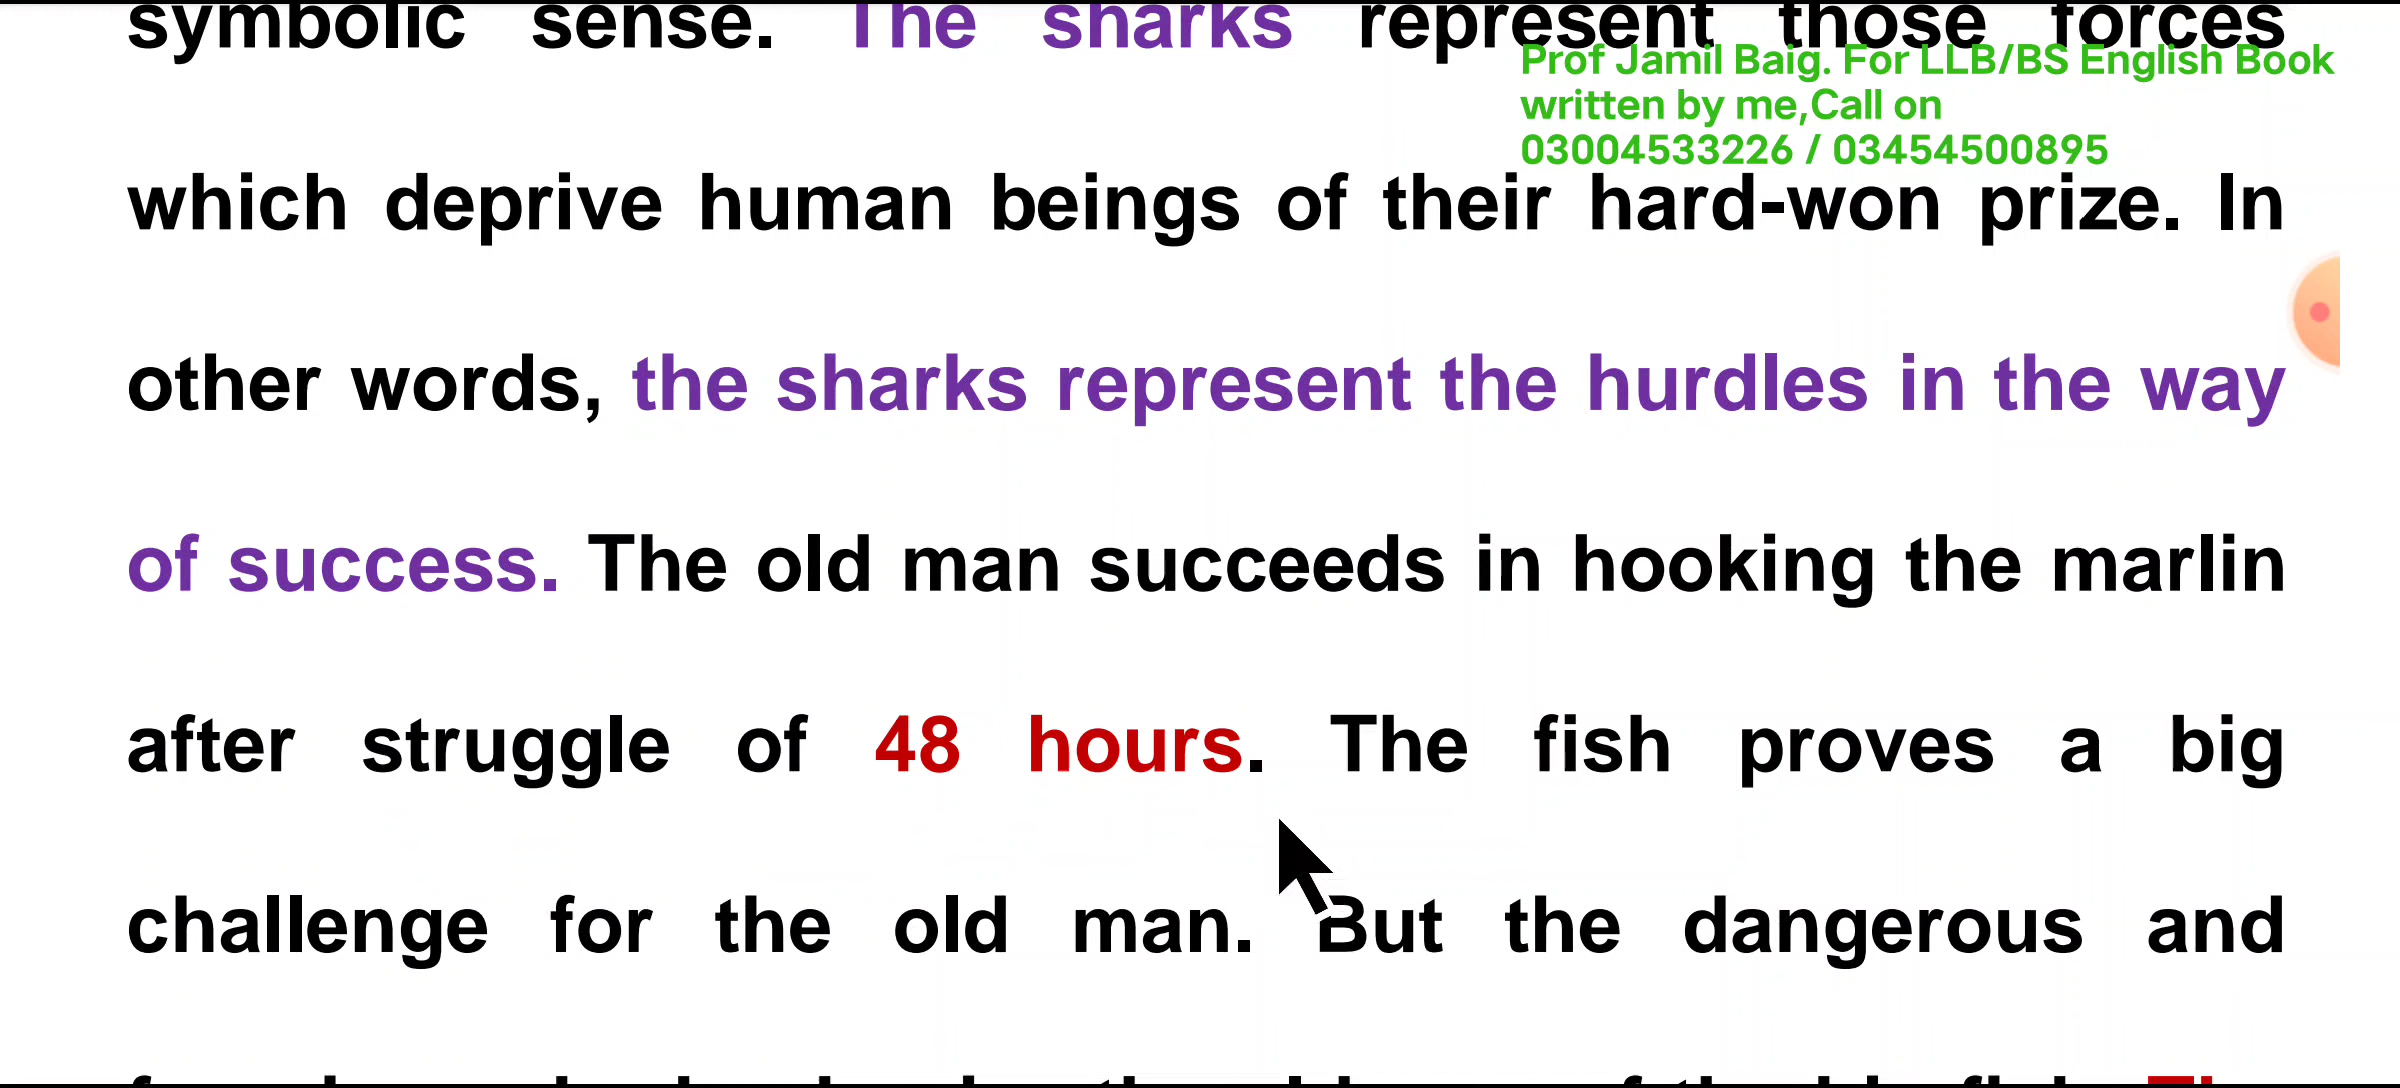 symbolic sense. The sharks represent those forces
Prof Jamil Baig. For LLB/BS English Book
written by me,Call on
03004533226 / 03454500895
which deprive human beings of their hard-won prize. In
other words, the sharks represent the hurdles in the way
of success. The old man succeeds in hooking the marlin
after struggle of 48 hours. The fish proves a big
challenge for the old man. But the dangerous and